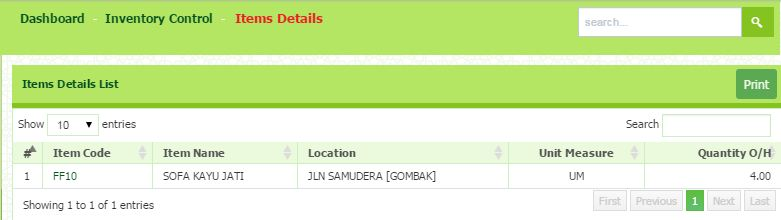 Dashboard - Inventory Control - Items Details
search...
Items Details List
Print
Show 10 entries
Search
# Item Code Item Name Location Unit Measure Quantity O/H
1 FF10 SOFA KAYU JATI JLN SAMUDERA [GOMBAK] UM 4.00
Showing 1 to 1 of 1 entries
First Previous 1 Next Last